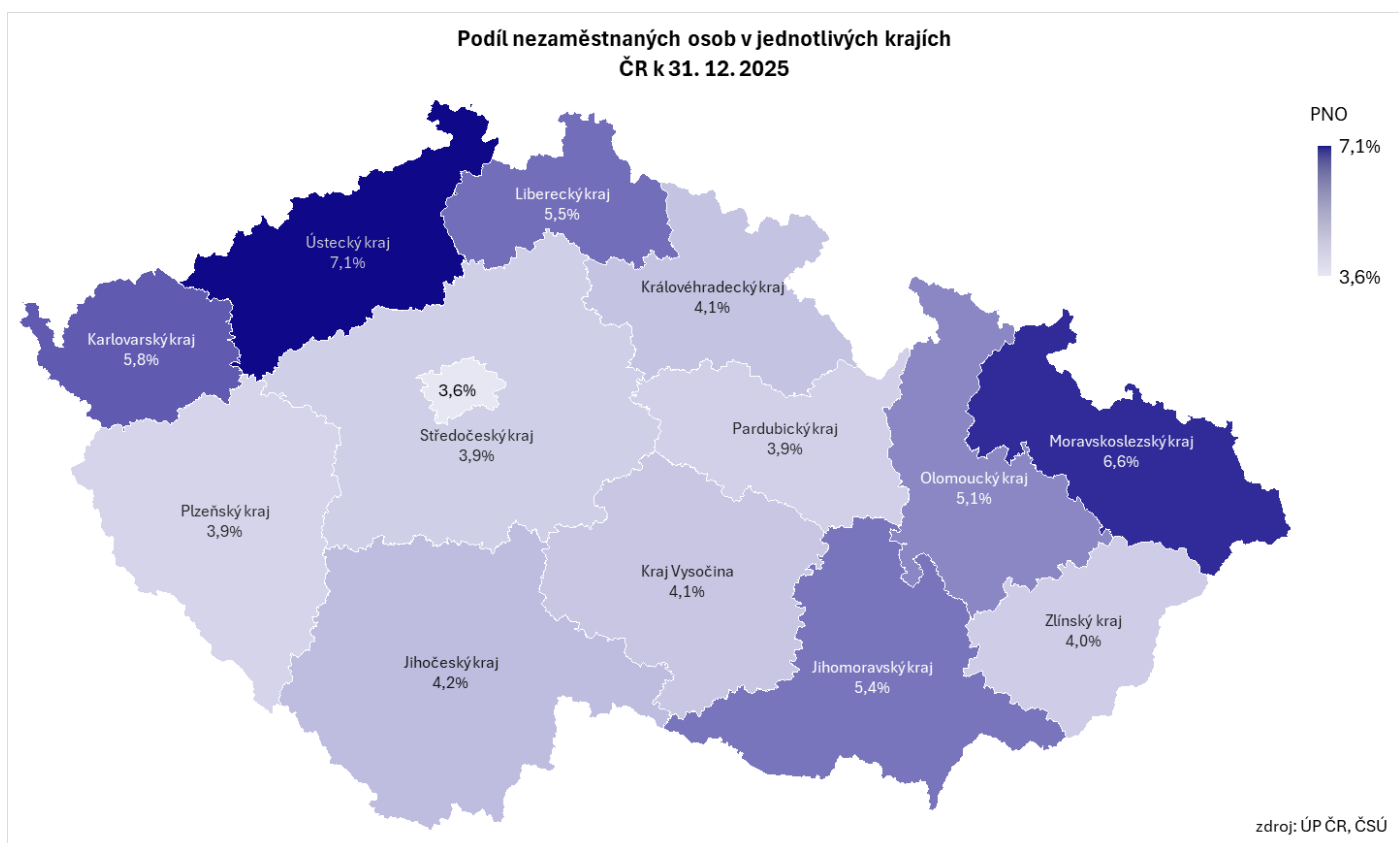 Podíl nezaměstnaných osob v jednotlivých krajích
ČR k 31. 12. 2025
PNO
7,1%
3,6%
Liberecký kraj
5,5%
Ústecký kraj
7,1%
Královéhradecký kraj
4,1%
Karlovarský kraj
5,8%
3,6%
Středočeský kraj
3,9%
Pardubický kraj
3,9%
Moravskoslezský kraj
6,6%
Olomoucký kraj
5,1%
Plzeňský kraj
3,9%
Kraj Vysočina
4,1%
Zlínský kraj
4,0%
Jihočeský kraj
4,2%
Jihomoravský kraj
5,4%
zdroj: ÚP ČR, ČSÚ